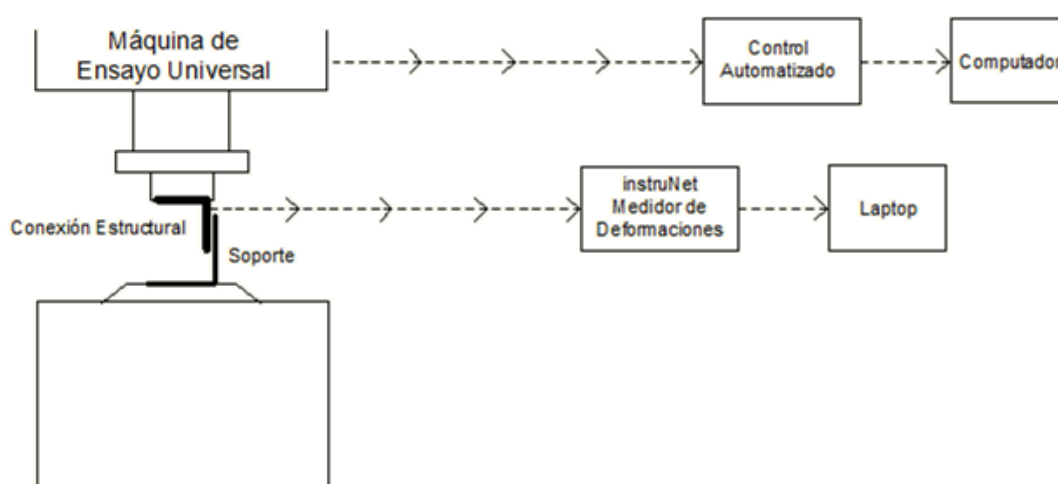 Máquina de
Ensayo Universal
Control
Automatizado
Computador
Conexión Estructural
Soporte
instruNet
Medidor de
Deformaciones
Laptop